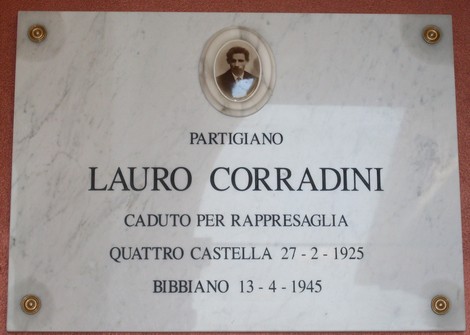 PARTIGIANO
LAURO CORRADINI
CADUTO PER RAPPRESAGLIA
QUATTRO CASTELLA 27 - 2 - 1925
BIBBIANO 13 - 4 - 1945